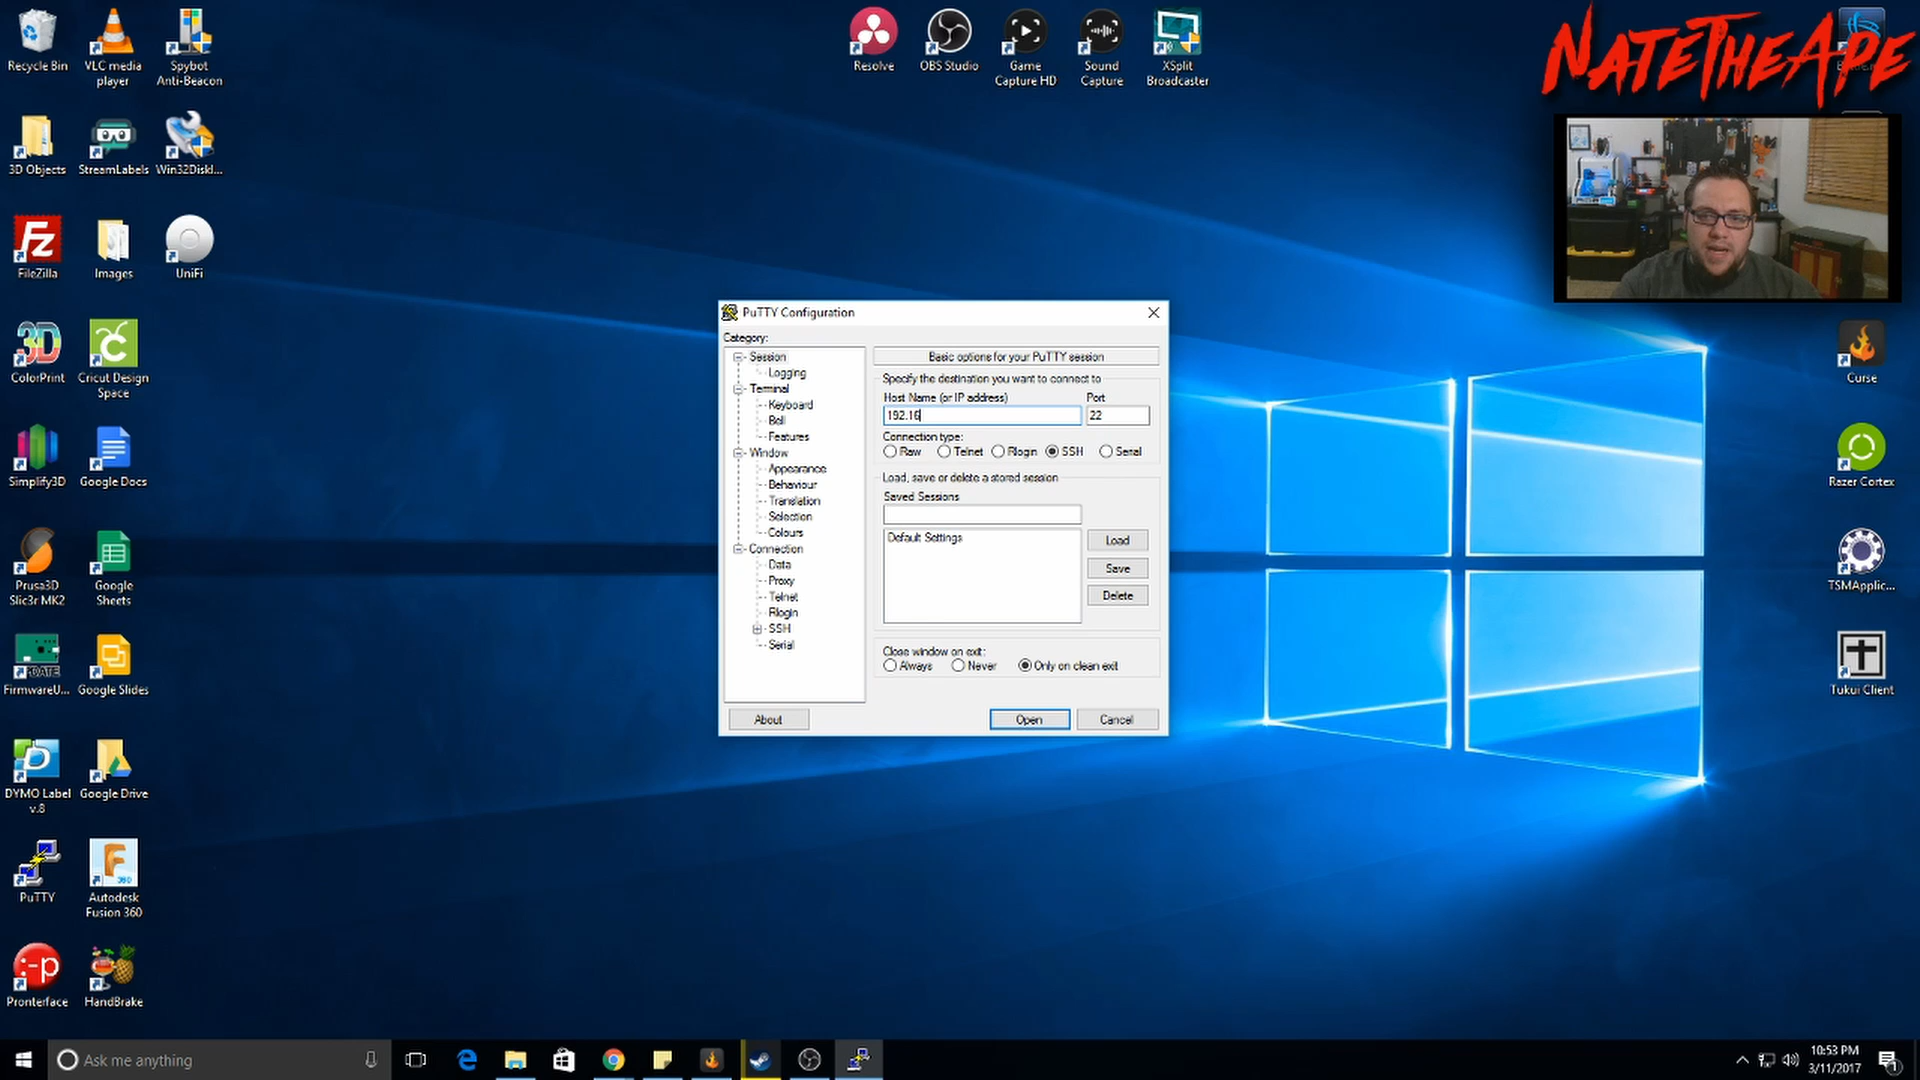 Recycle Bin
VLC media player
Spybot Anti-Beacon
Resolve
OBS Studio
Game Capture HD
Sound Capture
XSplit Broadcaster
NATETHEAPE
3D Objects
StreamLabels
Win32DiskI...
FileZilla
Images
UniFi
ColorPrint
Cricut Design Space
Simplify3D
Google Docs
Prusa3D Slic3r MK2
Google Sheets
FirmwareU...
Google Slides
DYMO Label v.8
Google Drive
PuTTY
Autodesk Fusion 360
Pronterface
HandBrake
Curse
Razer Cortex
TSMApplic...
Tukui Client
PuTTY Configuration
Category:
Session
Logging
Terminal
Keyboard
Bell
Features
Window
Appearance
Behaviour
Translation
Selection
Colours
Connection
Data
Proxy
Telnet
Rlogin
SSH
Serial
Basic options for your PuTTY session
Specify the destination you want to connect to
Host Name (or IP address) Port
192.16 22
Connection type:
Raw Telnet Rlogin SSH Serial
Load, save or delete a stored session
Saved Sessions
Default Settings
Load
Save
Delete
Close window on exit:
Always Never Only on clean exit
About Open Cancel
Ask me anything
10:53 PM
3/11/2017
1